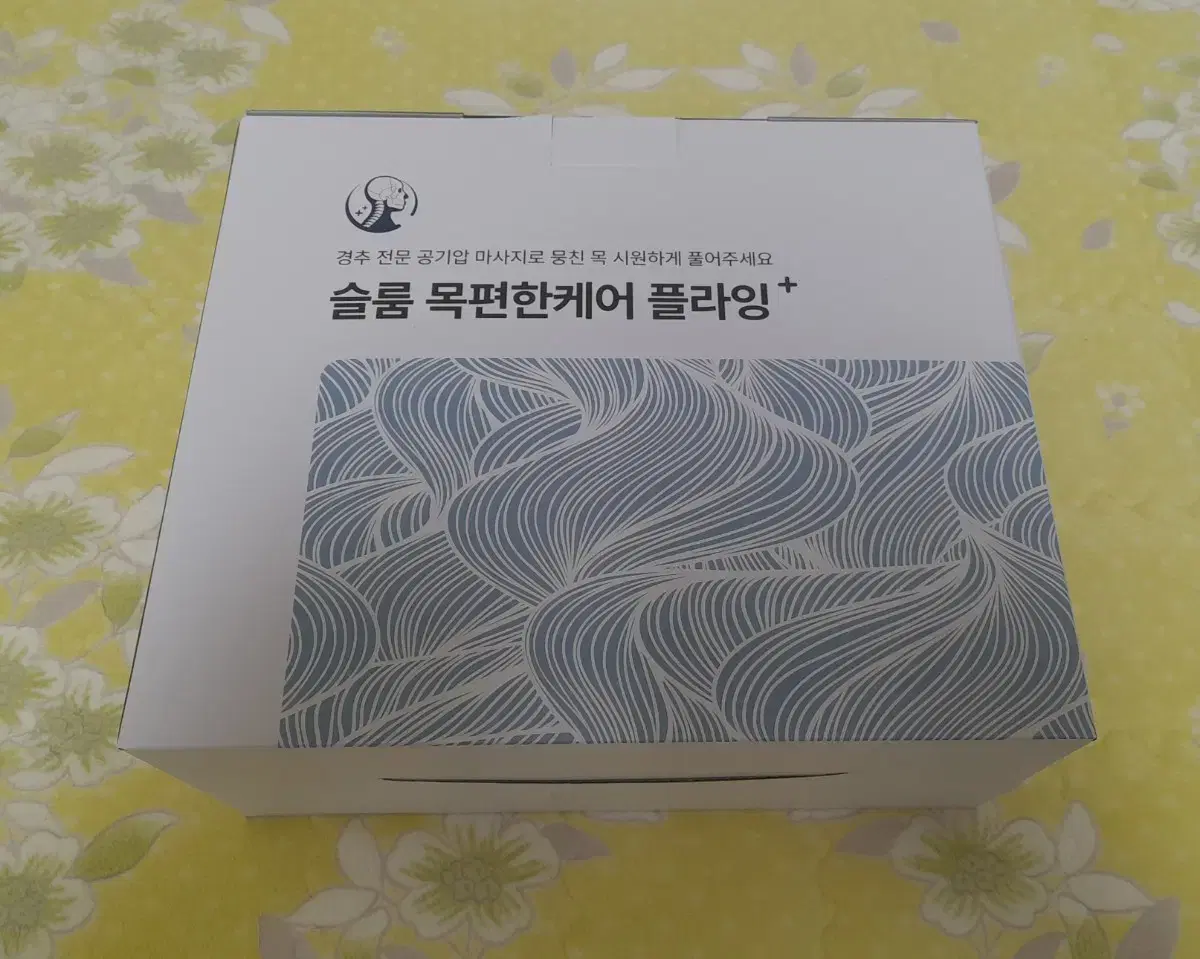 경추 전문 공기압 마사지로 뭉친 목 시원하게 풀어주세요
슬룸 목편한케어 플라잉+